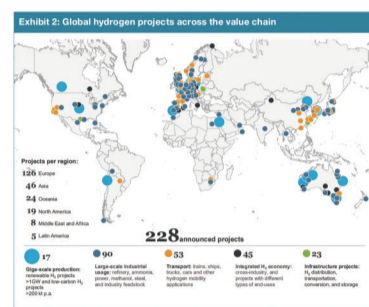 Exhibit 2: Global hydrogen projects across the value chain
Projects per region:
126 Europe
46 Asia
24 Oceania
19 North America
8 Middle East and Africa
5 Latin America
228 announced projects
17
Giga-scale production:
renewable H₂ projects
>1GW and low-carbon H₂
projects
>200 kt p.a.
90
Large-scale industrial
usage: refinery, ammonia,
power, methanol, steel,
and industry feedstock
53
Transport: trains, ships,
trucks, cars and other
hydrogen mobility
applications
45
Integrated H₂ economy:
cross-industry, and
projects with different
types of end-uses
23
Infrastructure projects:
H₂ distribution,
transportation,
conversion, and storage